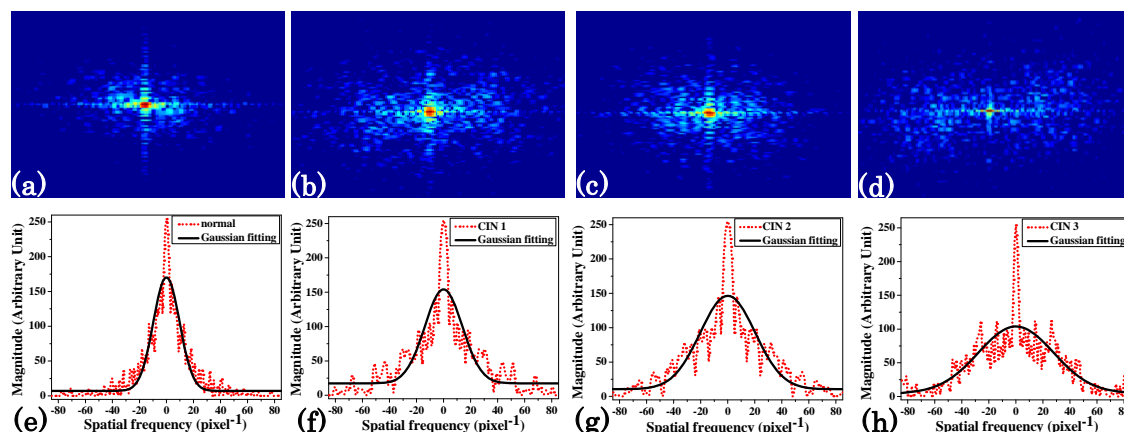 (a)
(b)
(c)
(d)
250
200
150
100
50
0
Magnitude (Arbitrary Unit)
normal
Gaussian fitting
-80 -60 -40 -20 0 20 40 60 80
Spatial frequency (pixel-1)
(e)
250
200
150
100
50
0
Magnitude (Arbitrary Unit)
CIN 1
Gaussian fitting
-80 -60 -40 -20 0 20 40 60 80
Spatial frequency (pixel-1)
(f)
250
200
150
100
50
0
Magnitude (Arbitrary Unit)
CIN 2
Gaussian fitting
-80 -60 -40 -20 0 20 40 60 80
Spatial frequency (pixel-1)
(g)
250
200
150
100
50
0
Magnitude (Arbitrary Unit)
CIN 3
Gaussian fitting
-80 -60 -40 -20 0 20 40 60 80
Spatial frequency (pixel-1)
(h)